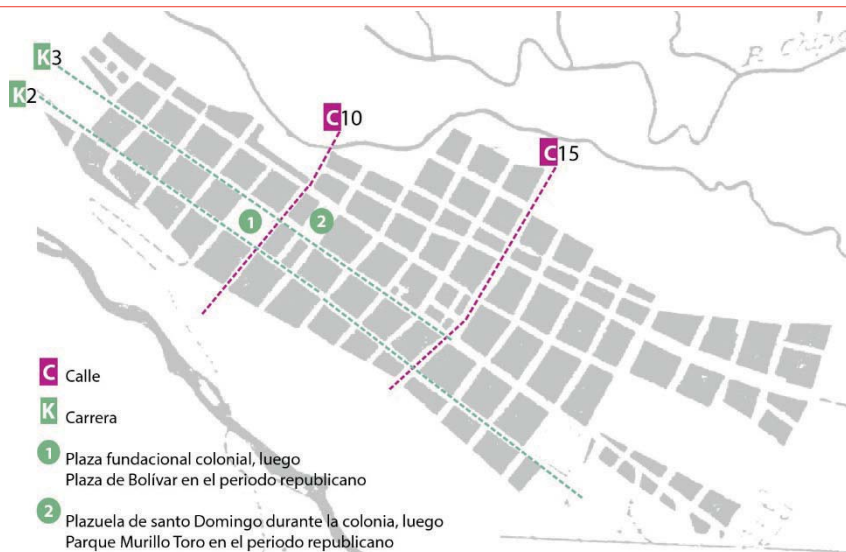 K3
K2
C10
C15
1
2
C Calle
K Carrera
1 Plaza fundacional colonial, luego
Plaza de Bolívar en el periodo republicano
2 Plazuela de santo Domingo durante la colonia, luego
Parque Murillo Toro en el periodo republicano